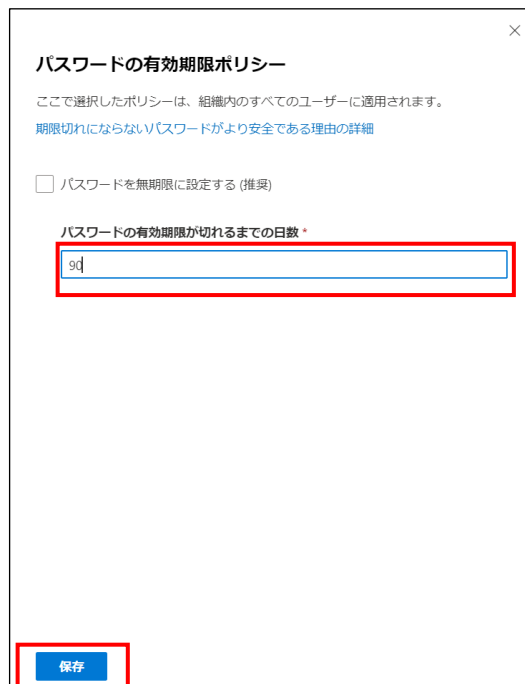 パスワードの有効期限ポリシー
ここで選択したポリシーは、組織内のすべてのユーザーに適用されます。
期限切れにならないパスワードがより安全である理由の詳細
パスワードを無期限に設定する (推奨)
パスワードの有効期限が切れるまでの日数 *
90
保存